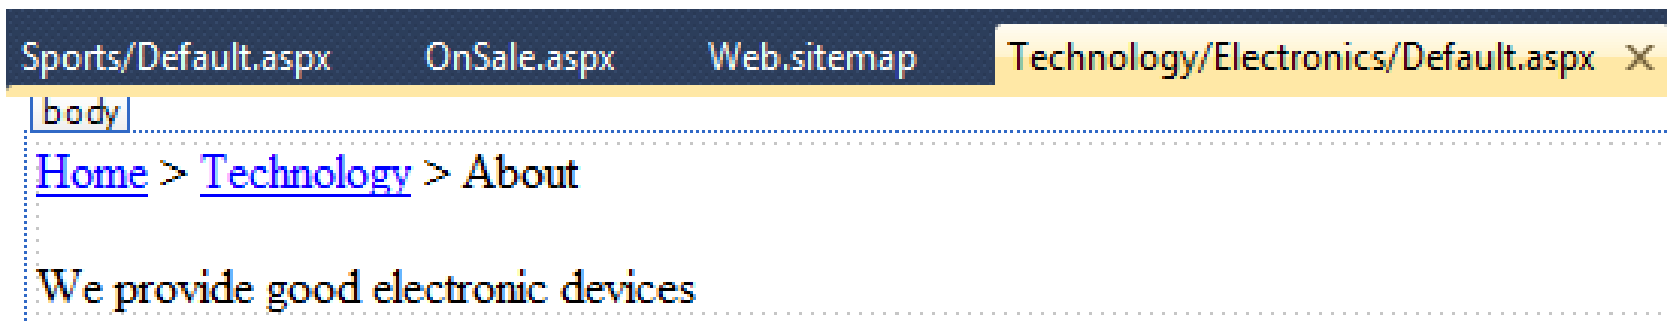 Sports/Default.aspx OnSale.aspx Web.sitemap Technology/Electronics/Default.aspx ×
body
Home > Technology > About
We provide good electronic devices